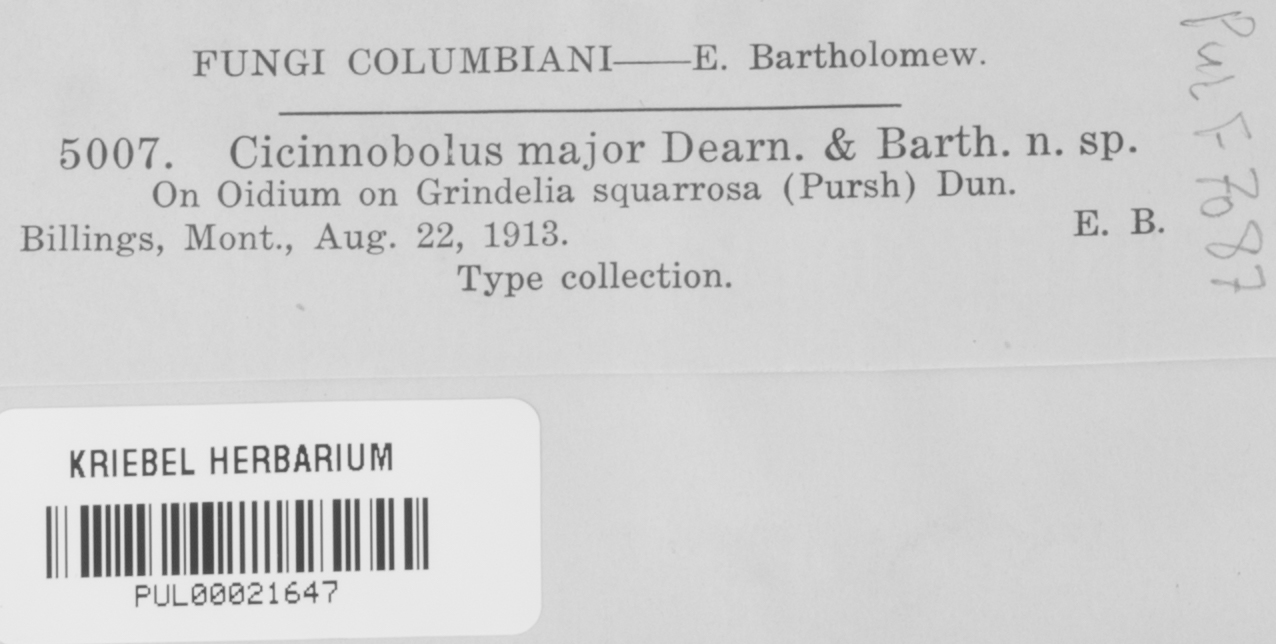 FUNGI COLUMBIANI——E. Bartholomew.
5007. Cicinnobolus major Dearn. & Barth. n. sp.
On Oidium on Grindelia squarrosa (Pursh) Dun.
Billings, Mont., Aug. 22, 1913. E. B.
Type collection.
Pul F 7087
KRIEBEL HERBARIUM
PUL00021647